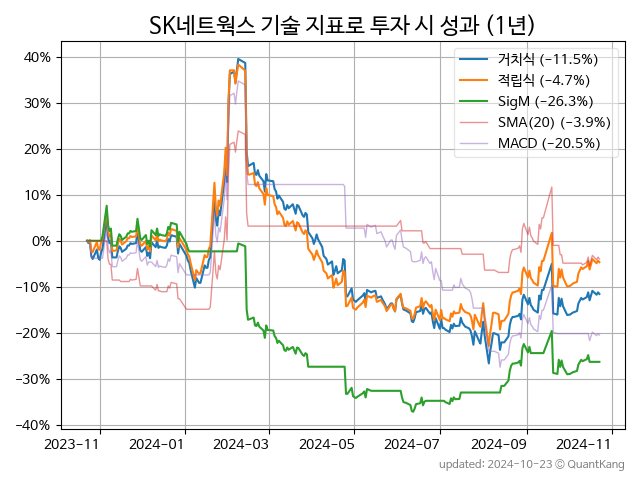 SK네트웍스 기술 지표로 투자 시 성과 (1년)
거치식 (-11.5%)
적립식 (-4.7%)
SigM (-26.3%)
SMA(20) (-3.9%)
MACD (-20.5%)
40%
30%
20%
10%
0%
-10%
-20%
-30%
-40%
2023-11 2024-01 2024-03 2024-05 2024-07 2024-09 2024-11
updated: 2024-10-23 ⓒ QuantKang